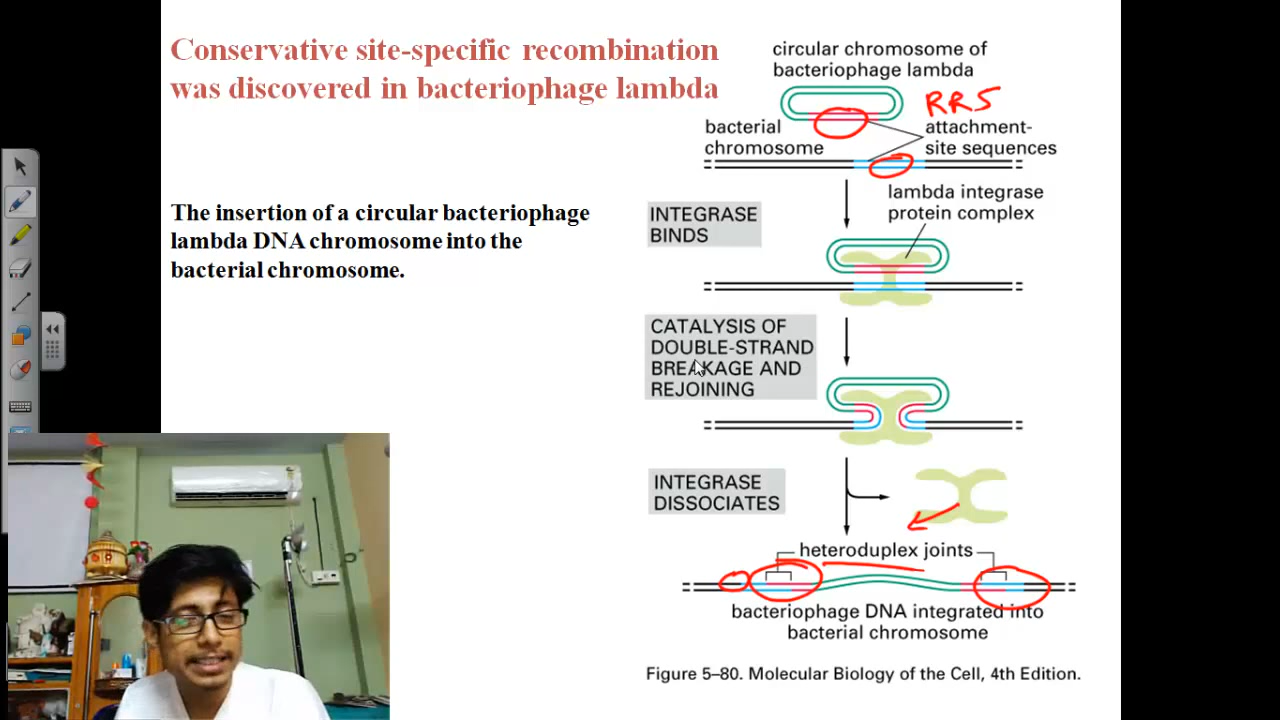 Conservative site-specific recombination
was discovered in bacteriophage lambda
The insertion of a circular bacteriophage
lambda DNA chromosome into the
bacterial chromosome.
circular chromosome of
bacteriophage lambda
RRS
bacterial
chromosome
attachment-
site sequences
lambda integrase
protein complex
INTEGRASE
BINDS
CATALYSIS OF
DOUBLE-STRAND
BREAKAGE AND
REJOINING
INTEGRASE
DISSOCIATES
heteroduplex joints
bacteriophage DNA integrated into
bacterial chromosome
Figure 5–80. Molecular Biology of the Cell, 4th Edition.